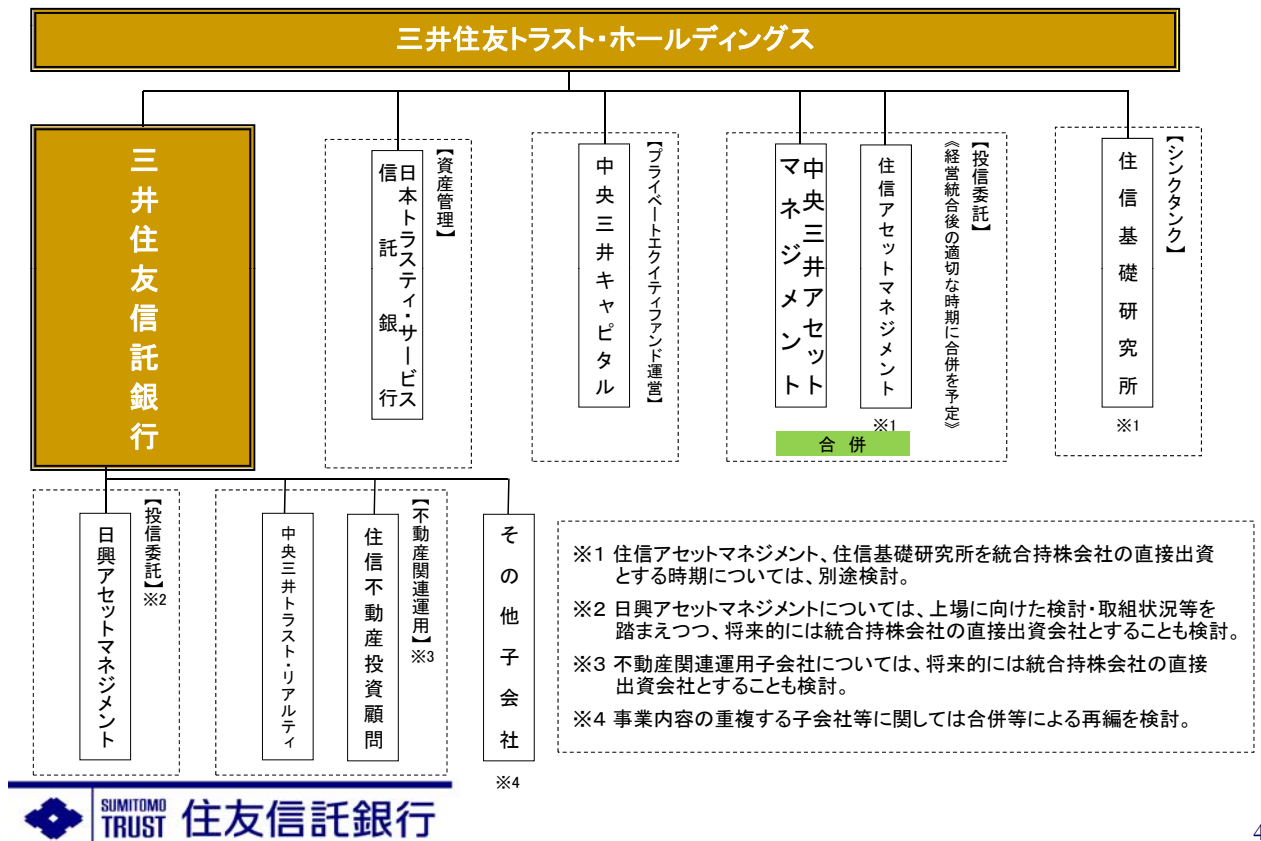 三井住友トラスト・ホールディングス
三井住友信託銀行
【資産管理】
日本トラスティ・サービス
信託銀行
【プライベートエクイティファンド運営】
中央三井キャピタル
【投信委託】
《経営統合後の適切な時期に合併を予定》
住信アセットマネジメント
※1
中央三井アセット
マネジメント
合 併
【シンクタンク】
住信基礎研究所
※1
【投信委託】※2
日興アセットマネジメント
【不動産関連運用】※3
住信不動産投資顧問
中央三井トラスト・リアルティ
その他子会社
※4
※1 住信アセットマネジメント、住信基礎研究所を統合持株会社の直接出資
とする時期については、別途検討。
※2 日興アセットマネジメントについては、上場に向けた検討・取組状況等を
踏まえつつ、将来的には統合持株会社の直接出資会社とすることも検討。
※3 不動産関連運用子会社については、将来的には統合持株会社の直接
出資会社とすることも検討。
※4 事業内容の重複する子会社等に関しては合併等による再編を検討。
SUMITOMO
TRUST
住友信託銀行
4